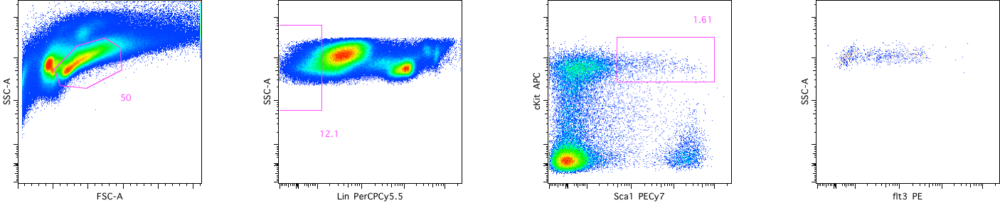 SSC-A
50
FSC-A
SSC-A
12.1
Lin PerCPCy5.5
cKit APC
1.61
Sca1 PECy7
SSC-A
flt3 PE